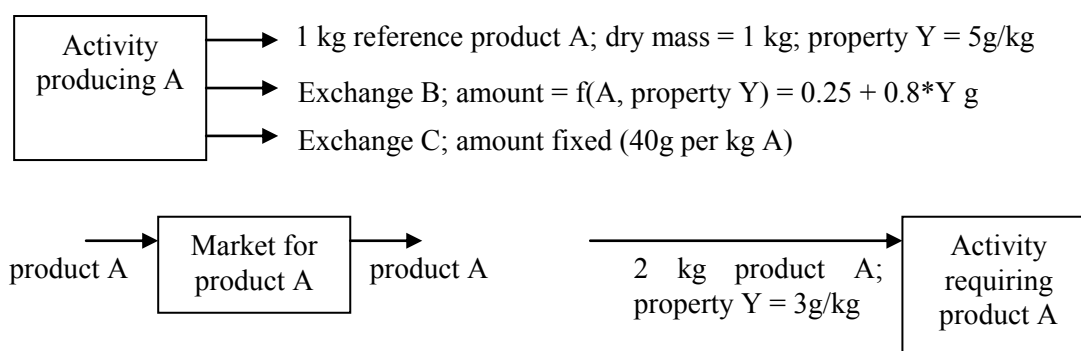 Activity
producing A
1 kg reference product A; dry mass = 1 kg; property Y = 5g/kg
Exchange B; amount = f(A, property Y) = 0.25 + 0.8*Y g
Exchange C; amount fixed (40g per kg A)
product A
Market for
product A
product A
2 kg product A;
property Y = 3g/kg
Activity
requiring
product A